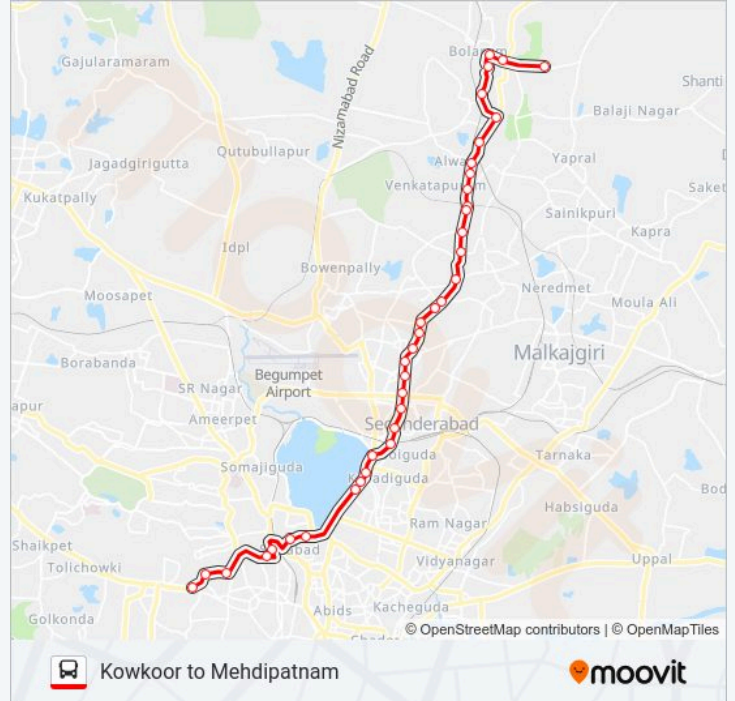 Gajularamaram
Nizamabad Road
Shanti
Balaji Nagar
Qutubullapur
Jagadgirigutta
Yapral
Venkatapuram
Kukatpally
Saket
Sainikpuri
Kapra
Idpl
Bowenpally
Moosapet
Neredmet
Moula Ali
Malkajgiri
Borabanda
Begumpet
Airport
SR Nagar
apur
Ameerpet
Tarnaka
Somajiguda
Bod
Habsiguda
Ram Nagar
Shaikpet
Tolichowki
Vidyanagar
Uppal
Golkonda
Abids
Kacheguda
© OpenStreetMap contributors | © OpenMapTiles
Kowkoor to Mehdipatnam
moovit